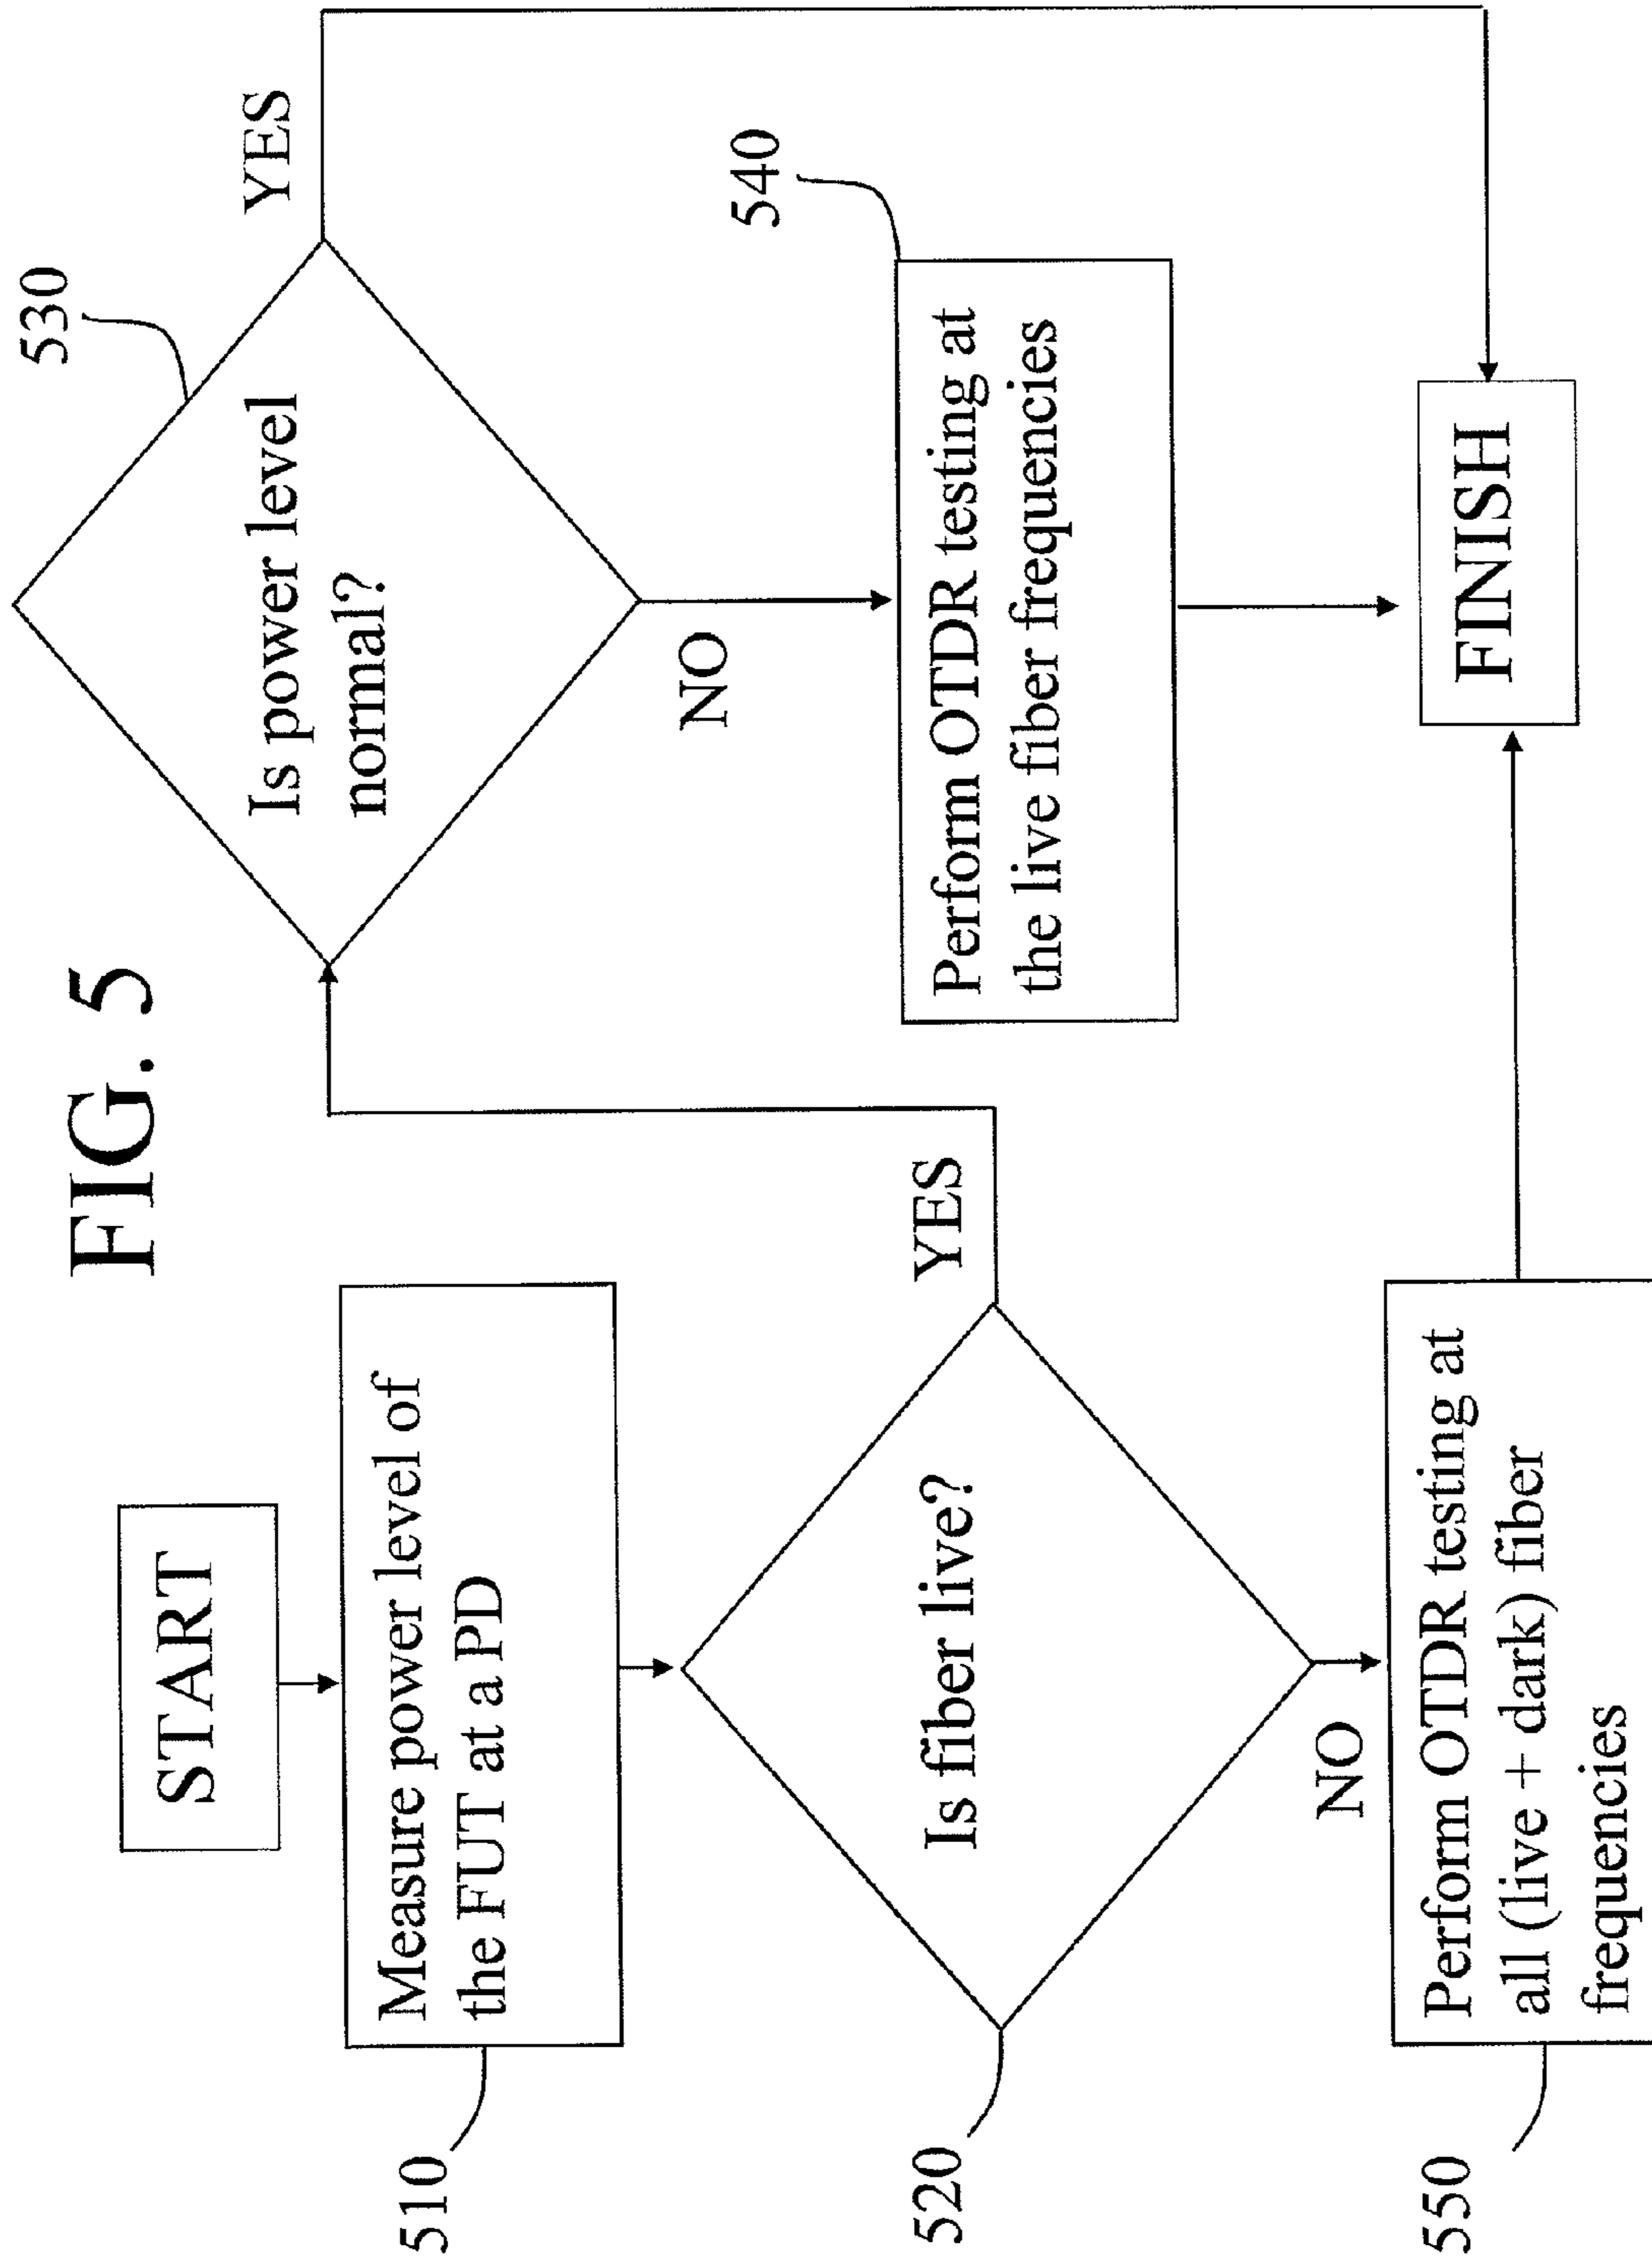 FIG. 5
START
510
Measure power level of
the FUT at a PD
520
Is fiber live?
YES
NO
550
Perform OTDR testing at
all (live + dark) fiber
frequencies
530
Is power level
normal?
YES
NO
540
Perform OTDR testing at
the live fiber frequencies
FINISH